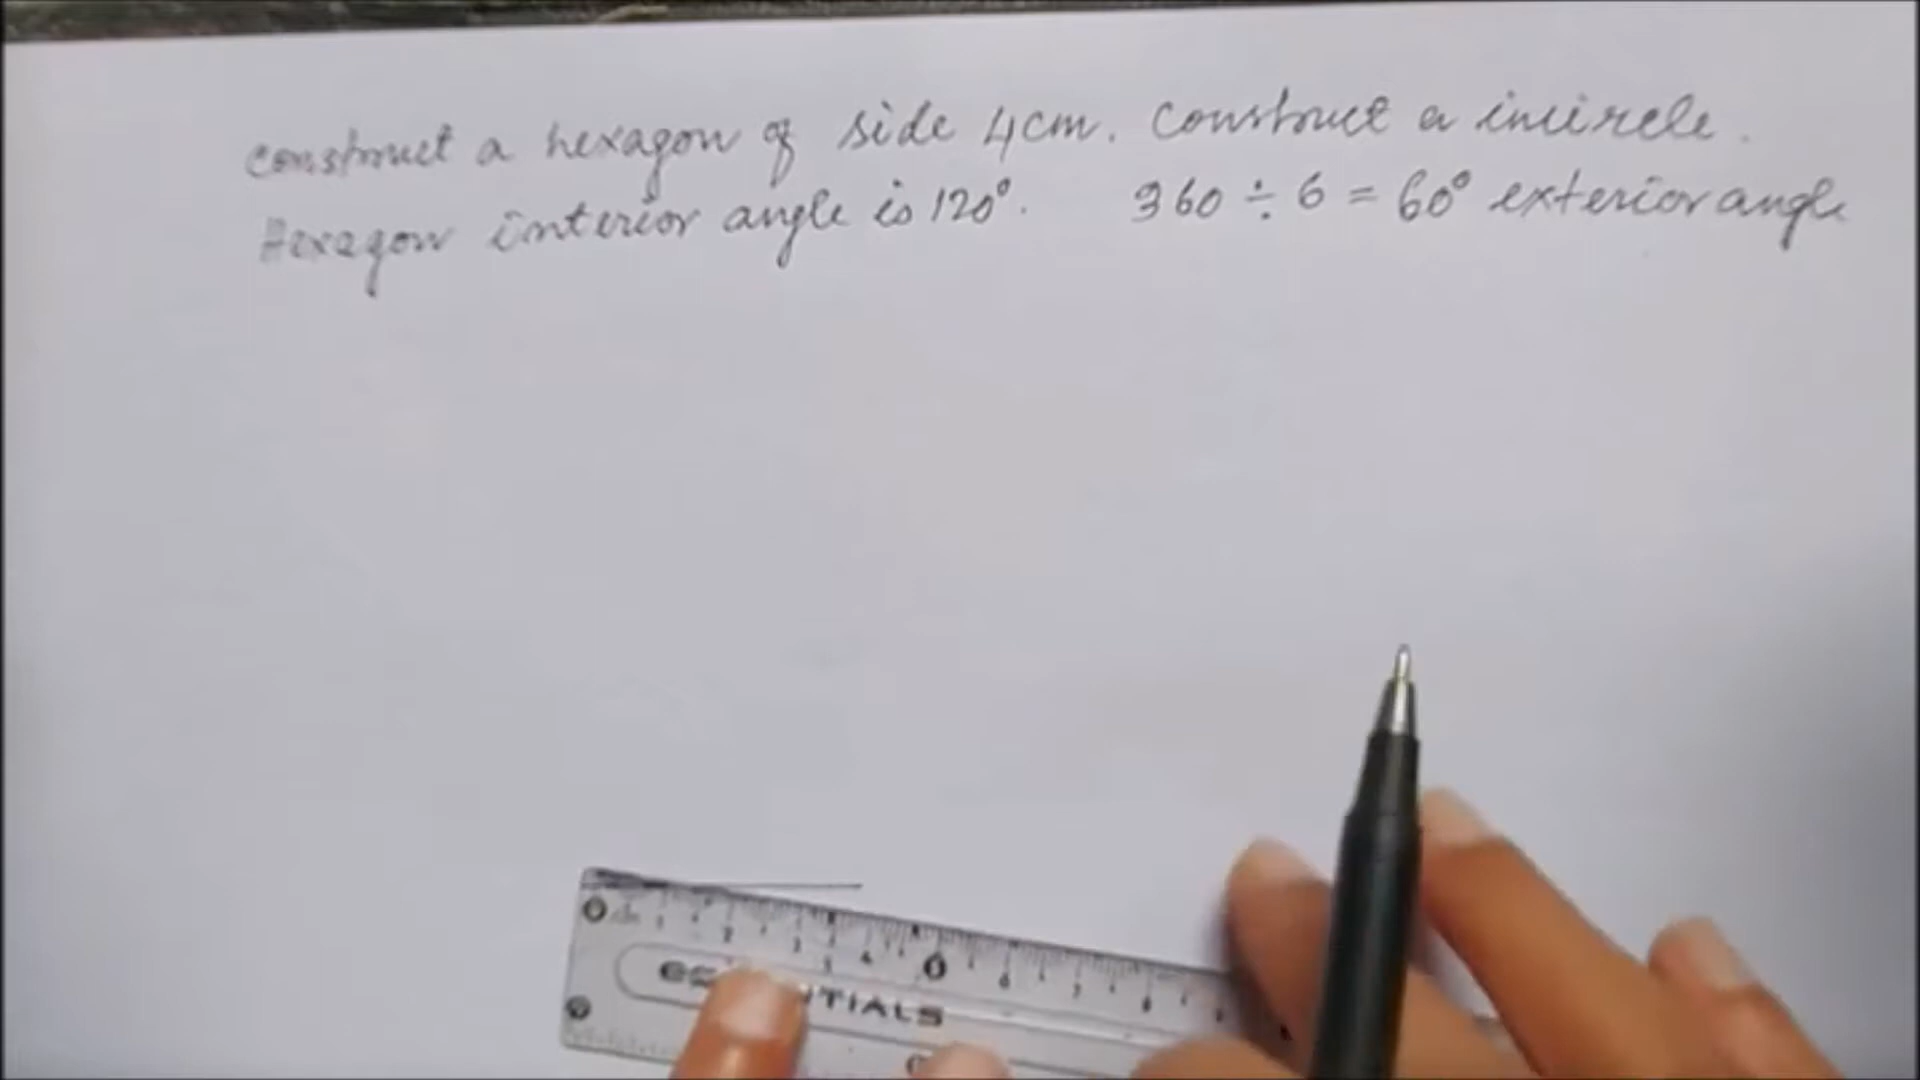 construct a hexagon of side 4cm. Construct a incircle.
Hexagon interior angle is 120°. 360 ÷ 6 = 60° exterior angle